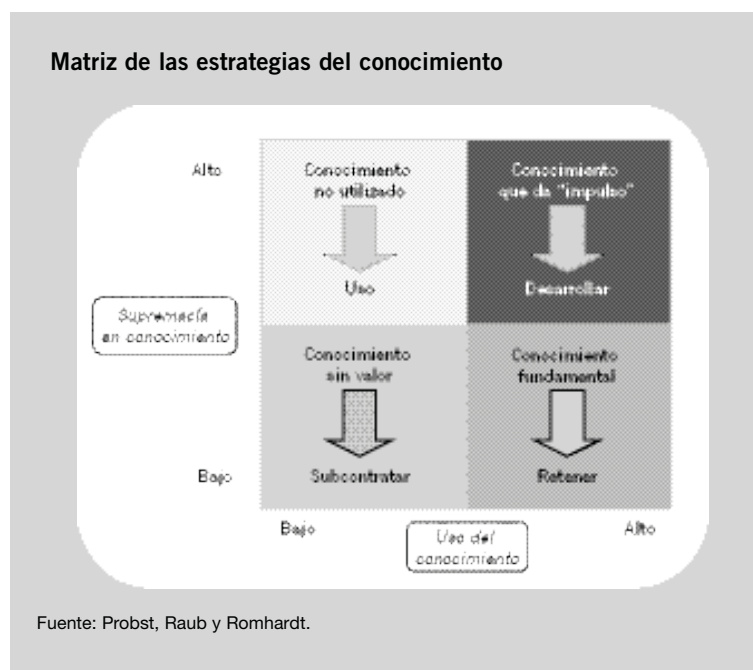 Matriz de las estrategias del conocimiento
Alto
Conocimiento
no utilizado
Conocimiento
que da "impulso"
Uso
Desarrollar
Supremacía
en conocimiento
Conocimiento
sin valor
Conocimiento
fundamental
Bajo
Subcontratar
Retener
Bajo
Uso del
conocimiento
Alto
Fuente: Probst, Raub y Romhardt.